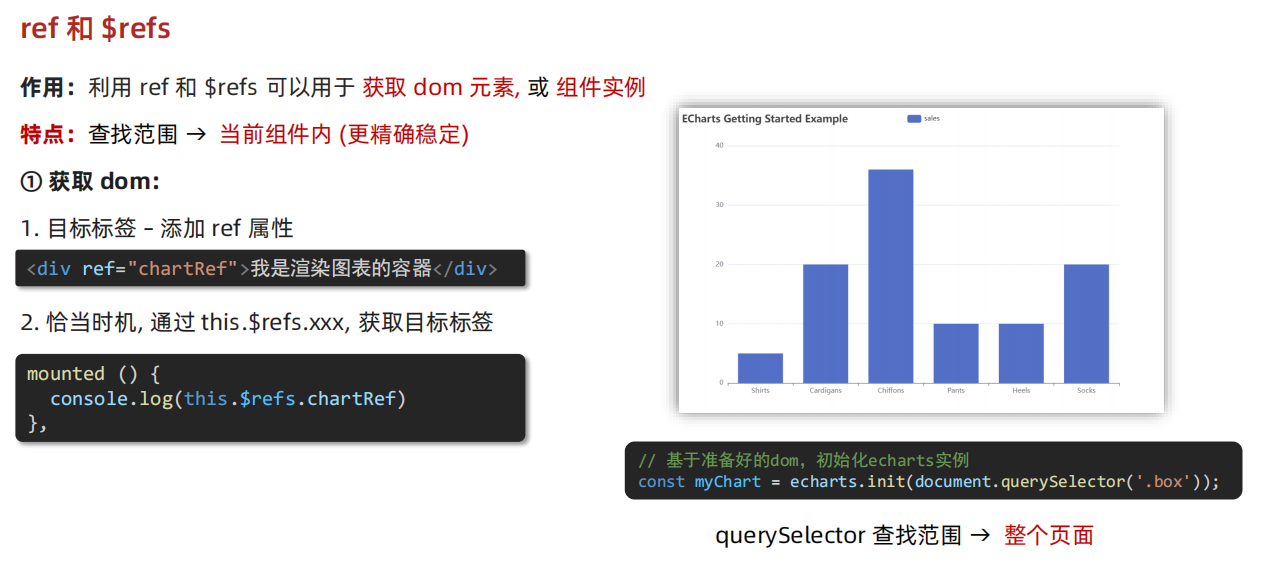 ref 和 $refs
作用：利用 ref 和 $refs 可以用于 获取 dom 元素, 或 组件实例
特点：查找范围 → 当前组件内 (更精确稳定)
① 获取 dom：
1. 目标标签 – 添加 ref 属性
<div ref="chartRef">我是渲染图表的容器</div>
2. 恰当时机, 通过 this.$refs.xxx, 获取目标标签
mounted () {
  console.log(this.$refs.chartRef)
},
ECharts Getting Started Example
sales
40
30
20
10
0
Shirts Cardigans Chiffons Pants Heels Socks
// 基于准备好的dom，初始化echarts实例
const myChart = echarts.init(document.querySelector('.box'));
querySelector 查找范围 → 整个页面